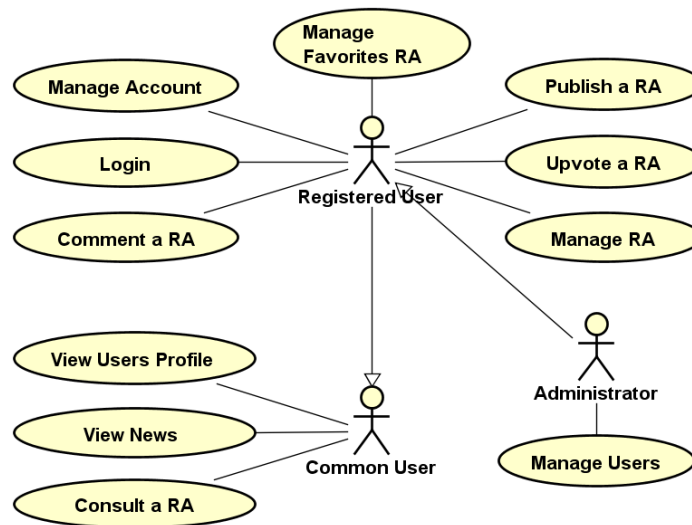 Manage
Favorites RA
Manage Account
Publish a RA
Login
Upvote a RA
Registered User
Comment a RA
Manage RA
View Users Profile
Administrator
View News
Common User
Manage Users
Consult a RA